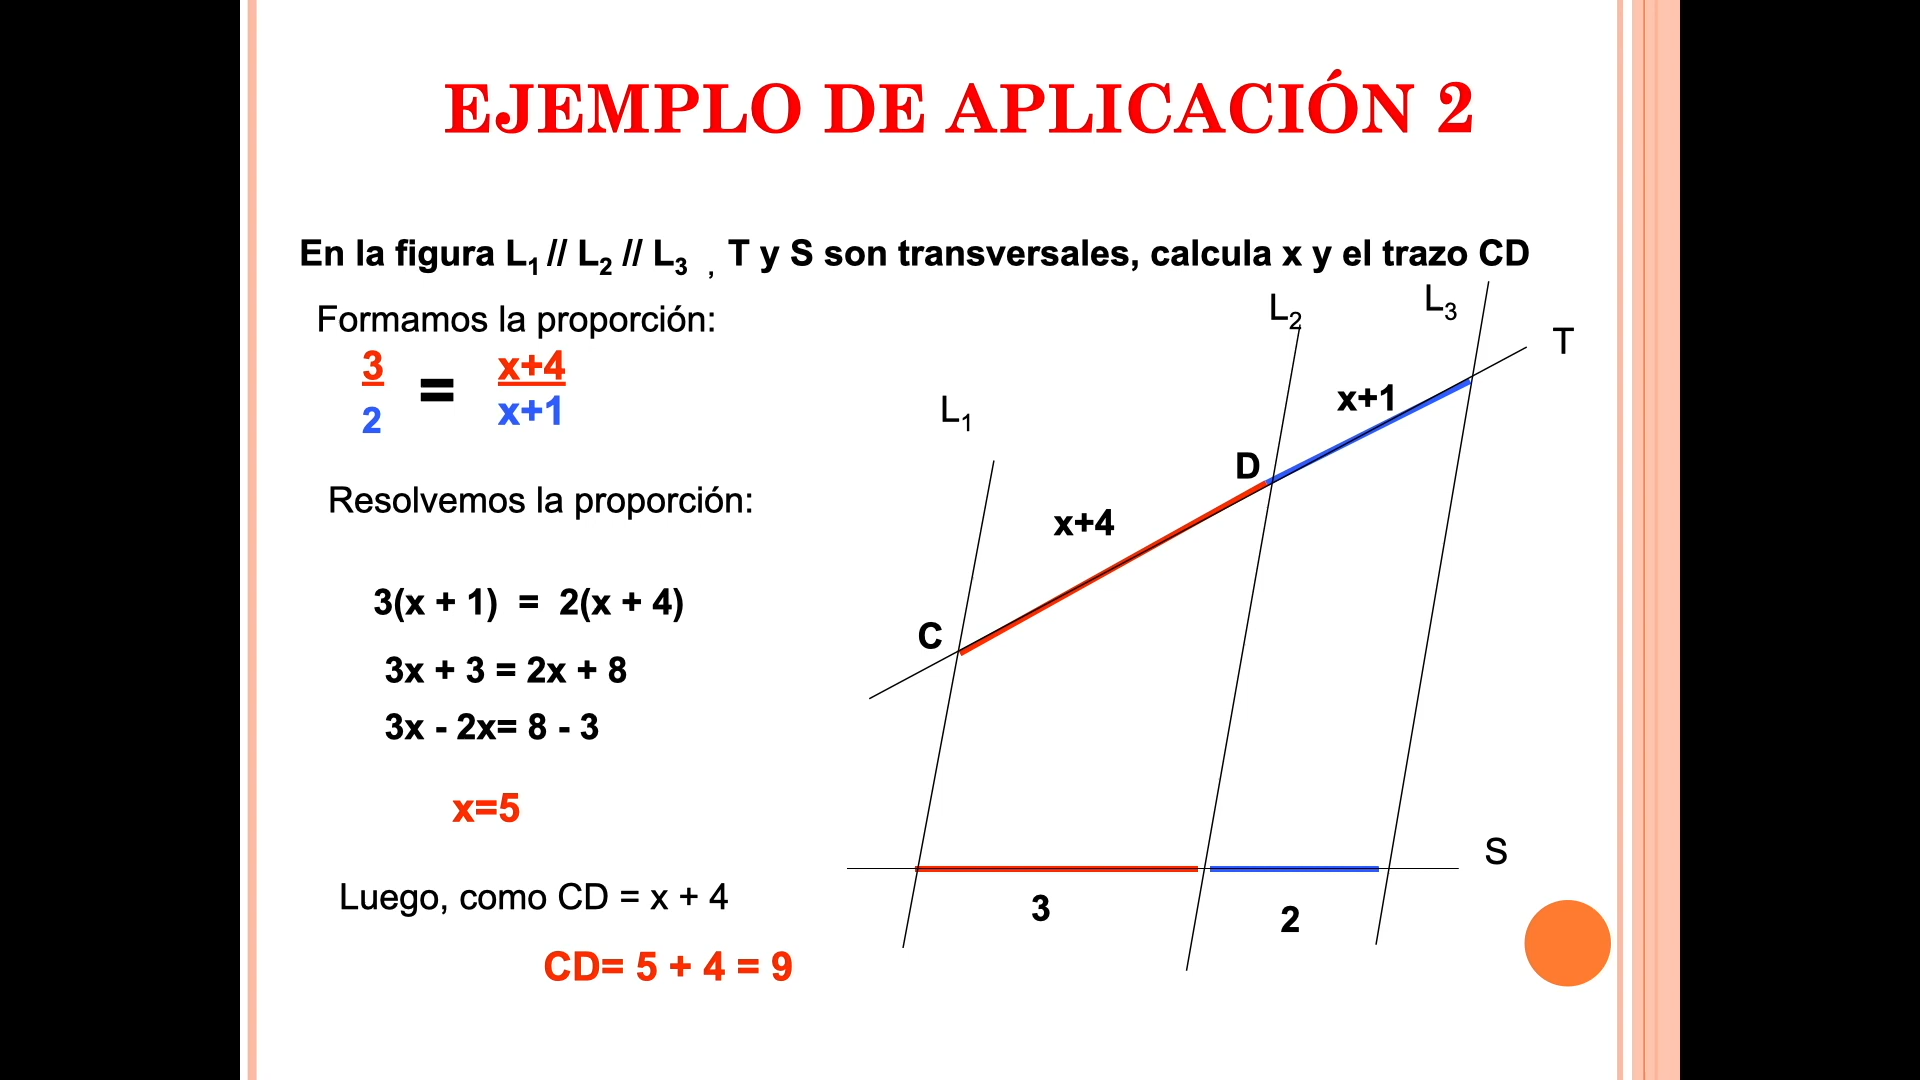 EJEMPLO DE APLICACIÓN 2
En la figura L₁ // L₂ // L₃ , T y S son transversales, calcula x y el trazo CD
Formamos la proporción:
3
2
=
x+4
x+1
Resolvemos la proporción:
3(x + 1) = 2(x + 4)
3x + 3 = 2x + 8
3x - 2x= 8 - 3
x=5
Luego, como CD = x + 4
CD= 5 + 4 = 9
L₁
L₂
L₃
T
x+1
D
x+4
C
S
3
2